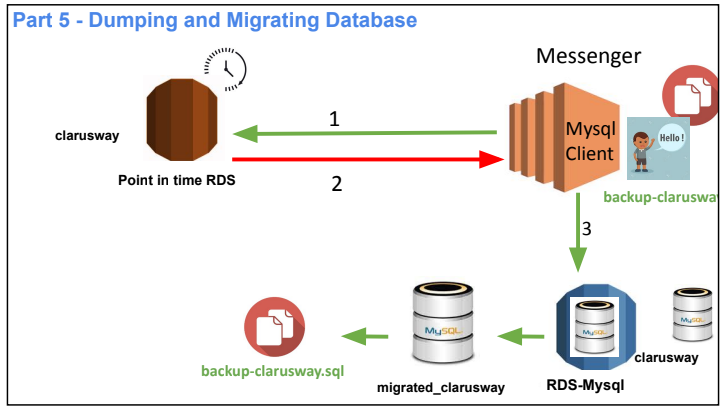 Part 5 - Dumping and Migrating Database
Messenger
1
clarusway
Mysql
Client
Hello !
Point in time RDS
2
backup-clarusway
3
MySQL
MySQL
MySQL
clarusway
backup-clarusway.sql
migrated_clarusway
RDS-Mysql